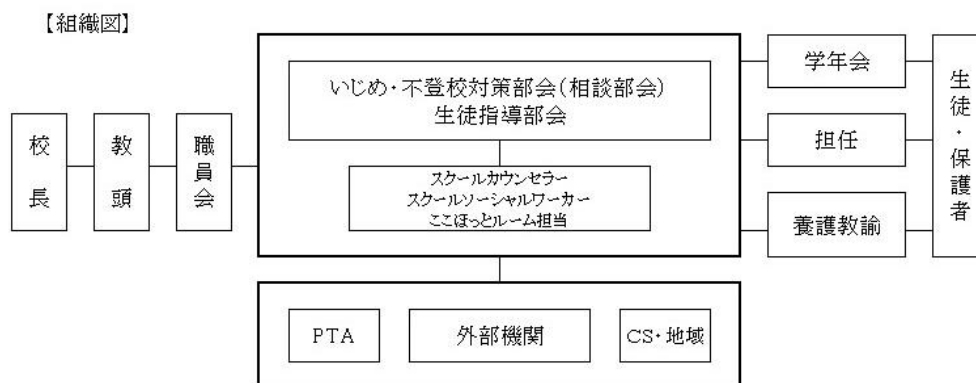 【組織図】
校長
教頭
職員会
いじめ・不登校対策部会(相談部会)
生徒指導部会
スクールカウンセラー
スクールソーシャルワーカー
ここほっとルーム担当
学年会
担任
養護教諭
生徒・保護者
PTA
外部機関
CS・地域